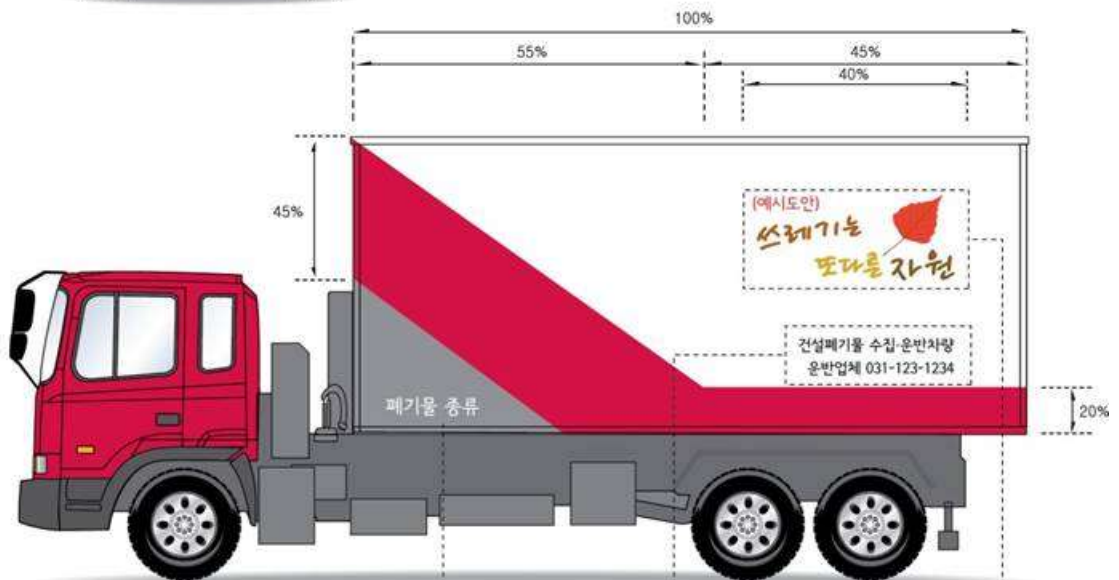 100%
55%
45%
40%
45%
(예시도안)
쓰레기는
또다른 자원
건설폐기물 수집·운반차량
운반업체 031-123-1234
폐기물 종류
20%